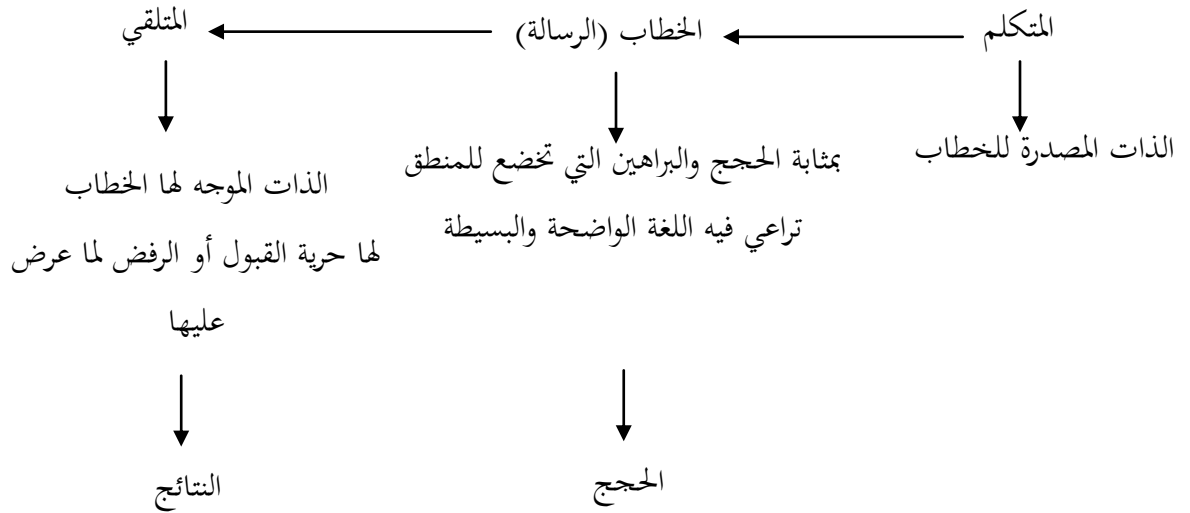 المتكلم
الخطاب (الرسالة)
المتلقي
الذات المصدرة للخطاب
بمثابة الحجج والبراهين التي تخضع للمنطق
تراعي فيه اللغة الواضحة والبسيطة
الذات الموجه لها الخطاب
لها حرية القبول أو الرفض لما عرض
عليها
الحجج
النتائج